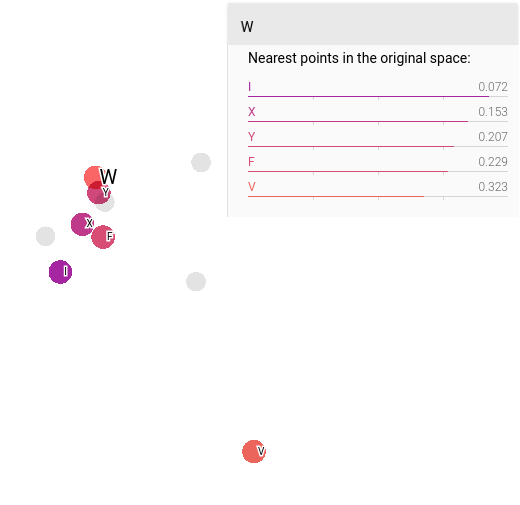 W
Nearest points in the original space:
I 0.072
X 0.153
Y 0.207
F 0.229
V 0.323
W
Y
X
F
I
V